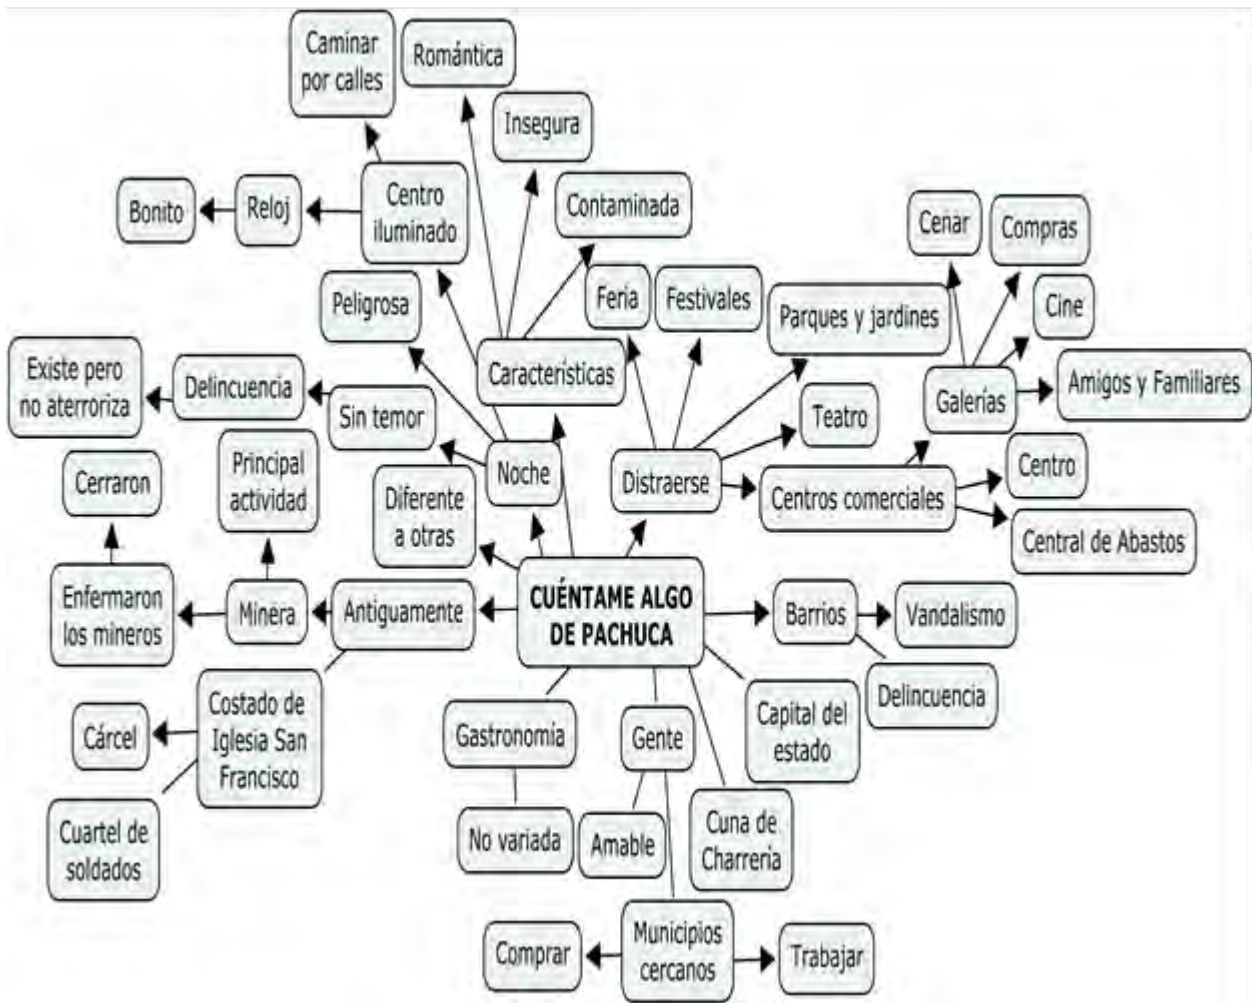 Caminar
por calles
Romántica
Insegura
Contaminada
Centro
iluminado
Reloj
Bonito
Peligrosa
Feria
Festivales
Parques y jardines
Cenar
Compras
Cine
Amigos y Familiares
Galerías
Características
Existe pero
no aterroriza
Delincuencia
Sin temor
Teatro
Noche
Distraerse
Centros comerciales
Centro
Central de Abastos
Cerraron
Principal
actividad
Diferente
a otras
Enfermaron
los mineros
Minera
Antiguamente
CUÉNTAME ALGO
DE PACHUCA
Barrios
Vandalismo
Delincuencia
Cárcel
Costado de
Iglesia San
Francisco
Cuartel de
soldados
Gastronomía
Gente
Capital del
estado
No variada
Amable
Cuna de
Charrería
Comprar
Municipios
cercanos
Trabajar